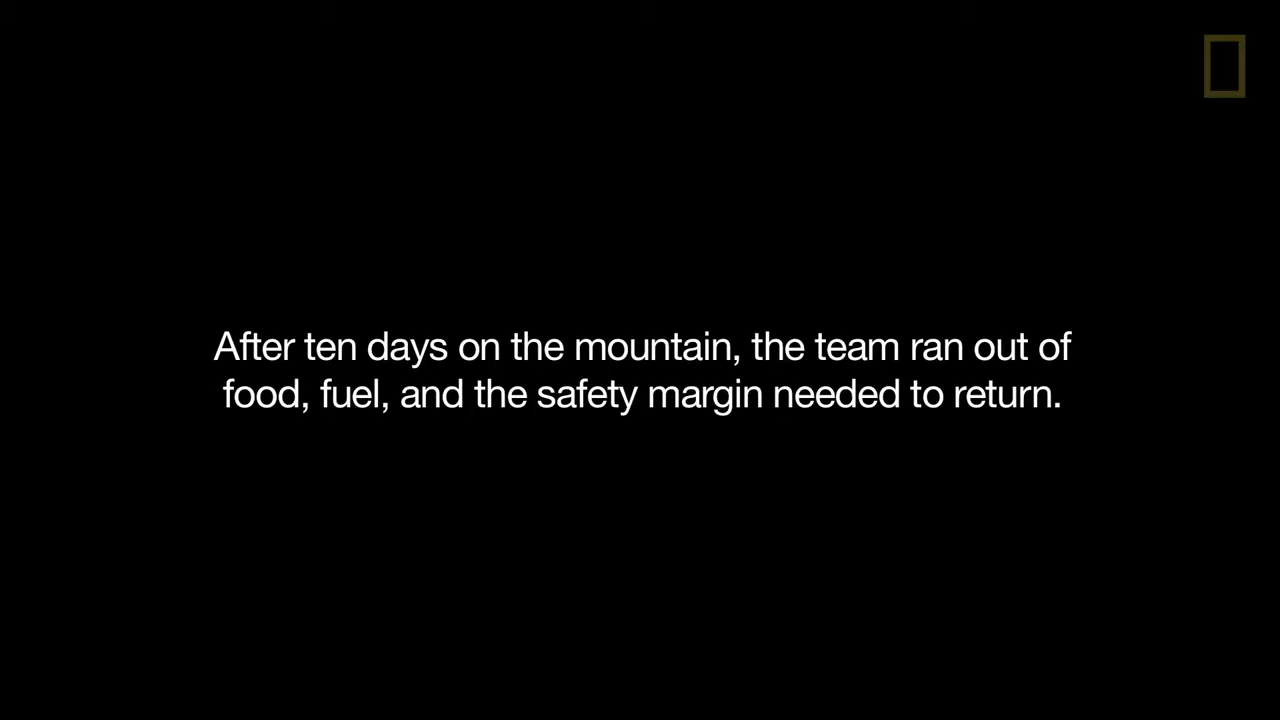 After ten days on the mountain, the team ran out of
food, fuel, and the safety margin needed to return.